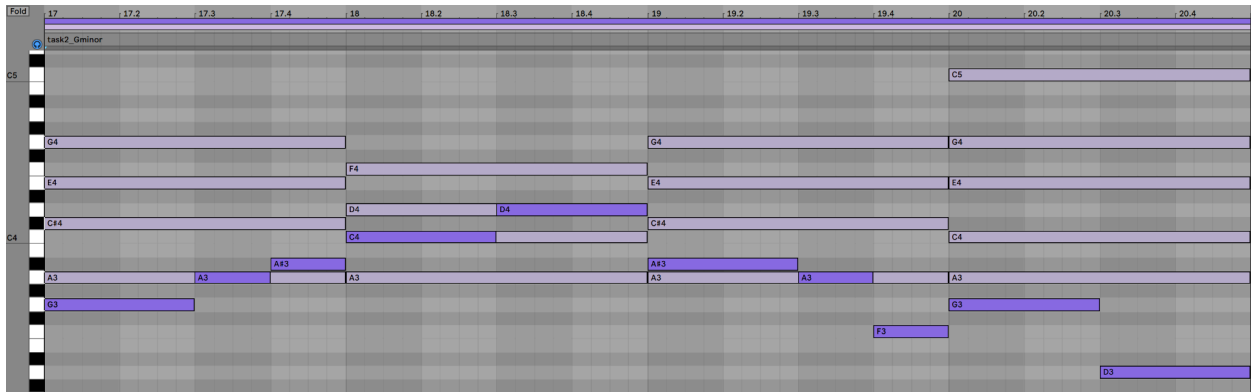 Fold 17 17.2 17.3 17.4 18 18.2 18.3 18.4 19 19.2 19.3 19.4 20 20.2 20.3 20.4
task2_Gminor
C5 C5
G4 G4 G4
F4
E4 E4 E4
D4 D4
C#4 C#4
C4 C4 C4
A#3 A#3
A3 A3 A3 A3 A3 A3
G3 G3
F3
D3